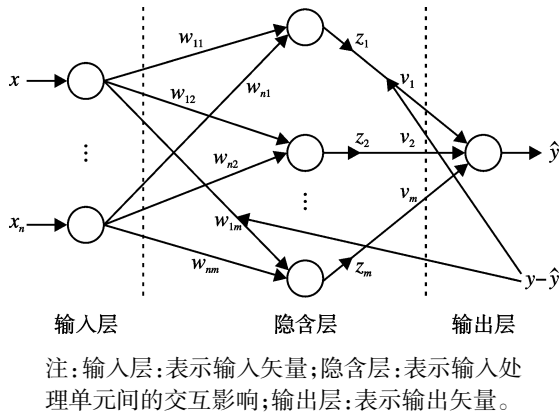 w₁₁
z₁
x
wₙ₁
v₁
w₁₂
wₙ₂
z₂
v₂
ŷ
⋮
⋮
w₁ₘ
vₘ
xₙ
wₙₘ
zₘ
y−ŷ
输入层
隐含层
输出层
注:输入层:表示输入矢量;隐含层:表示输入处
理单元间的交互影响;输出层:表示输出矢量。